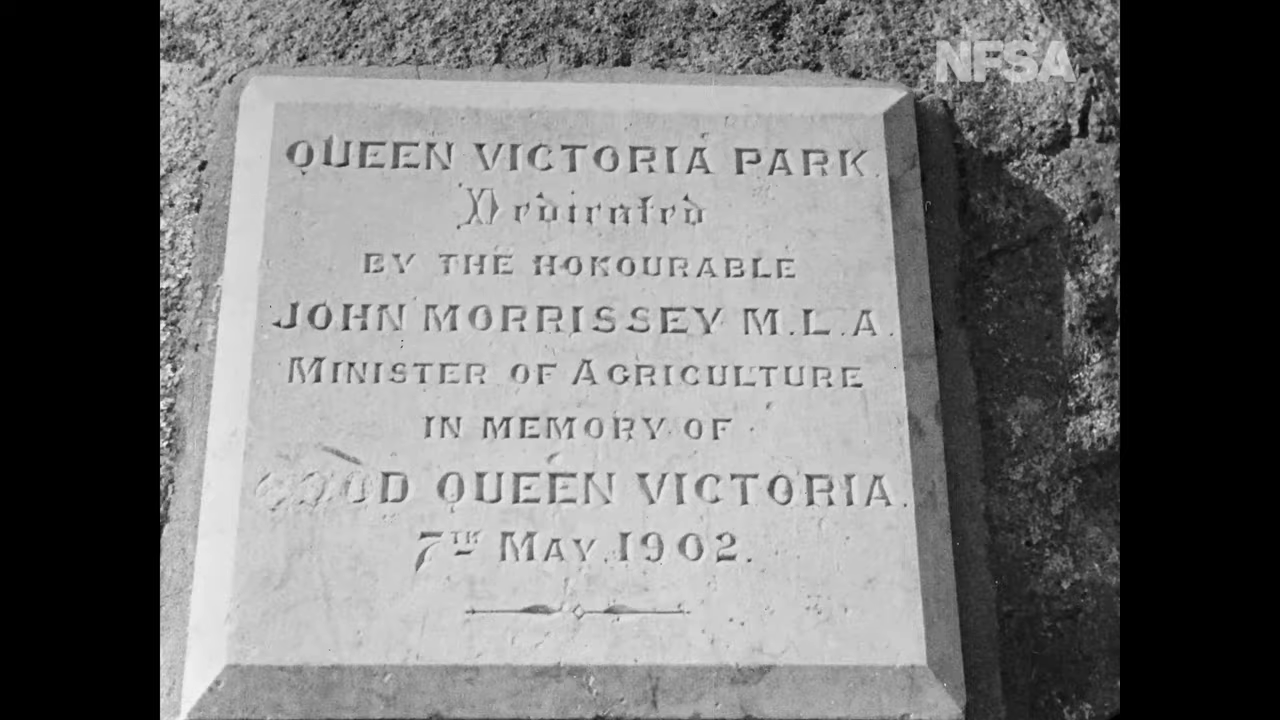 NFSA
QUEEN VICTORIA PARK.
Dedicated
BY THE HONOURABLE
JOHN MORRISSEY M.L.A.
MINISTER OF AGRICULTURE
IN MEMORY OF
GOOD QUEEN VICTORIA.
7TH MAY. 1902.